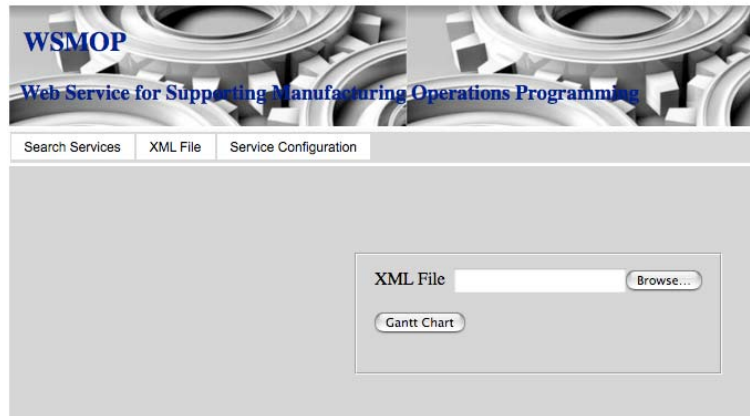 WSMOP
Web Service for Supporting Manufacturing Operations Programming
Search Services XML File Service Configuration
XML File Browse...
Gantt Chart